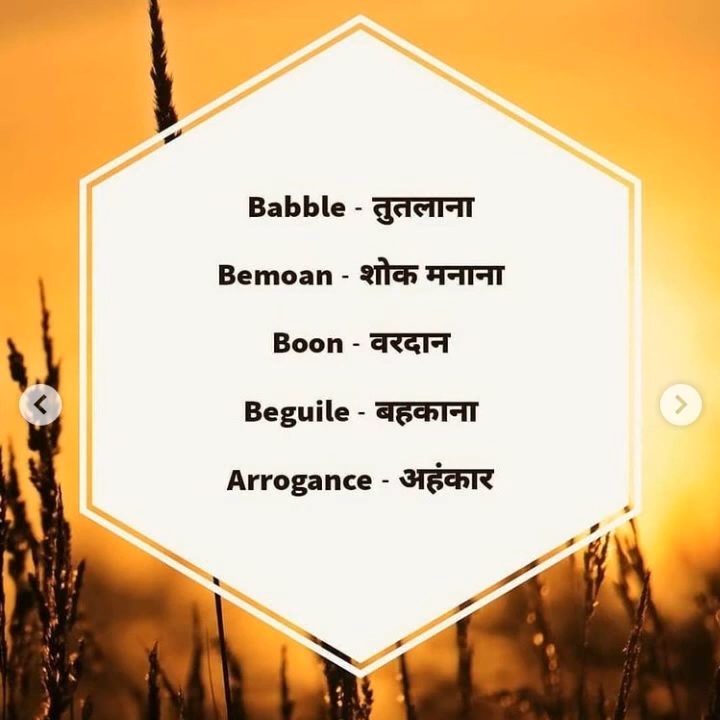 Babble - तुतलाना
Bemoan - शोक मनाना
Boon - वरदान
Beguile - बहकाना
Arrogance - अहंकार